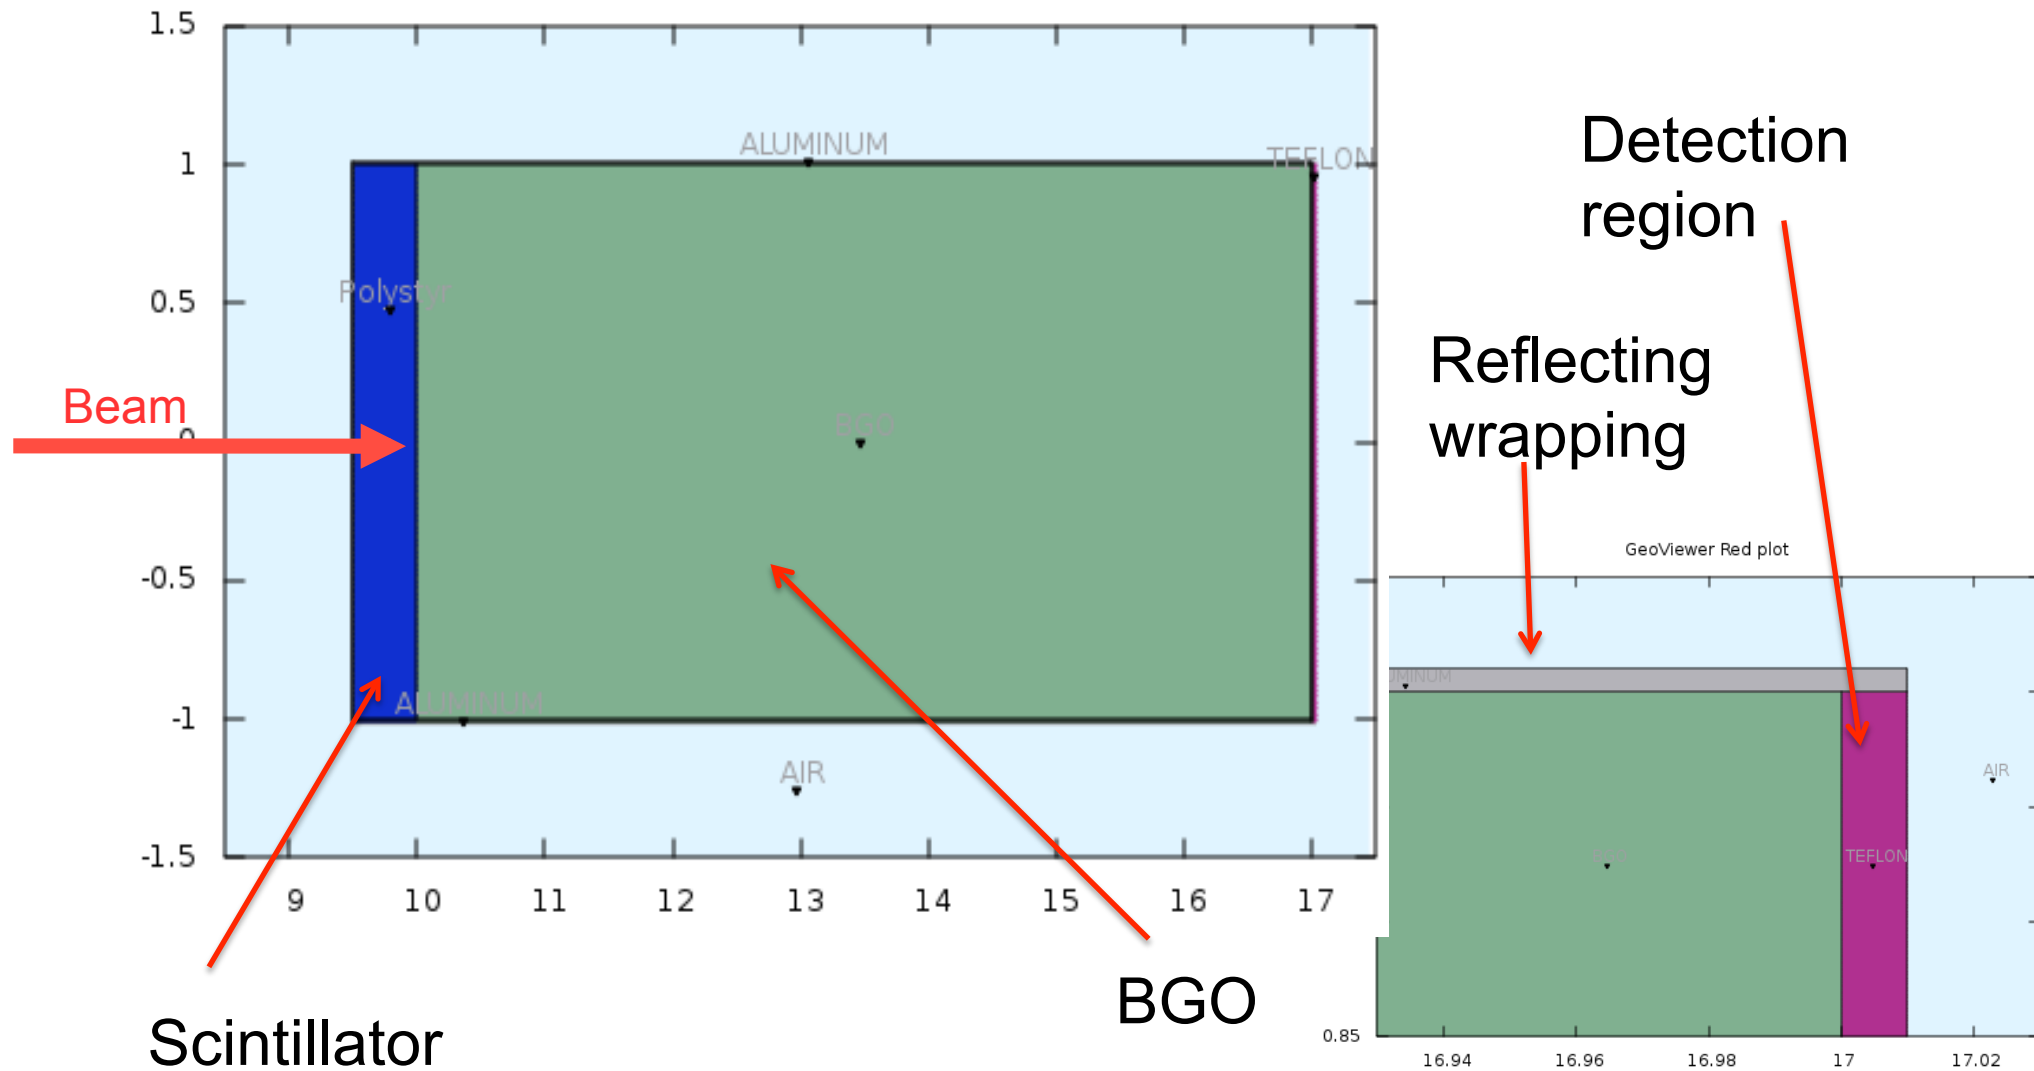 1.5
ALUMINUM
1
TEFLON
Detection
region
Polystyr
0.5
Reflecting
wrapping
Beam
0
BGO
GeoViewer Red plot
-0.5
ALUMINUM
-1
AIR
AIR
TEFLON
-1.5
9 10 11 12 13 14 15 16 17
BGO
Scintillator
0.85
16.94 16.96 16.98 17 17.02